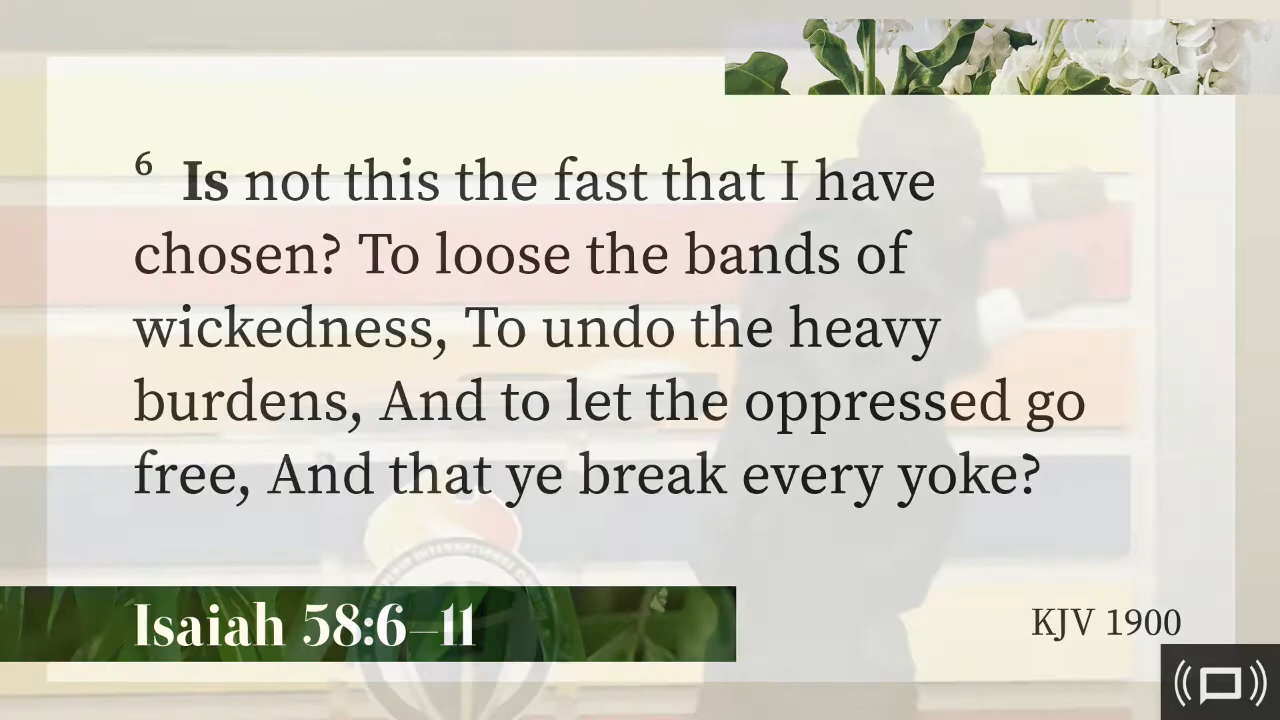 6 Is not this the fast that I have
chosen? To loose the bands of
wickedness, To undo the heavy
burdens, And to let the oppressed go
free, And that ye break every yoke?
Isaiah 58:6–11
KJV 1900